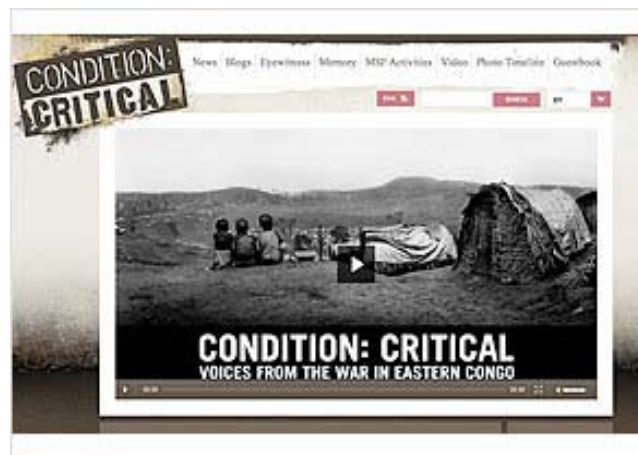 CONDITION:
CRITICAL
News Blogs Eyewitness Memory MSF Activities Video Photo Timeline Guestbook
CONDITION: CRITICAL
VOICES FROM THE WAR IN EASTERN CONGO